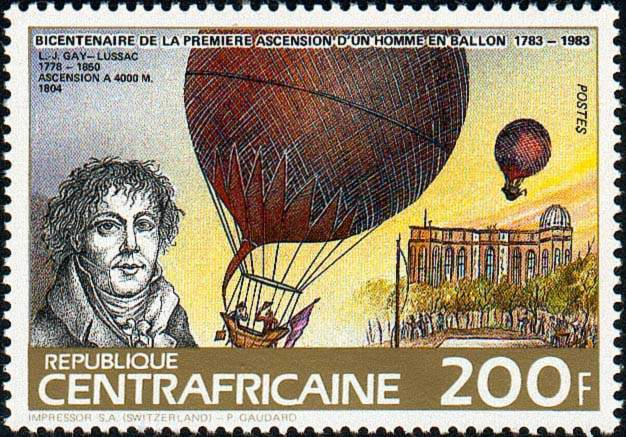 BICENTENAIRE DE LA PREMIERE ASCENSION D'UN HOMME EN BALLON 1783 – 1983
L.-J. GAY–LUSSAC
1778 – 1850
ASCENSION A 4000 M.
1804
POSTES
REPUBLIQUE
CENTRAFRICAINE 200F
IMPRESSOR S.A. (SWITZERLAND) – P. GAUDARD